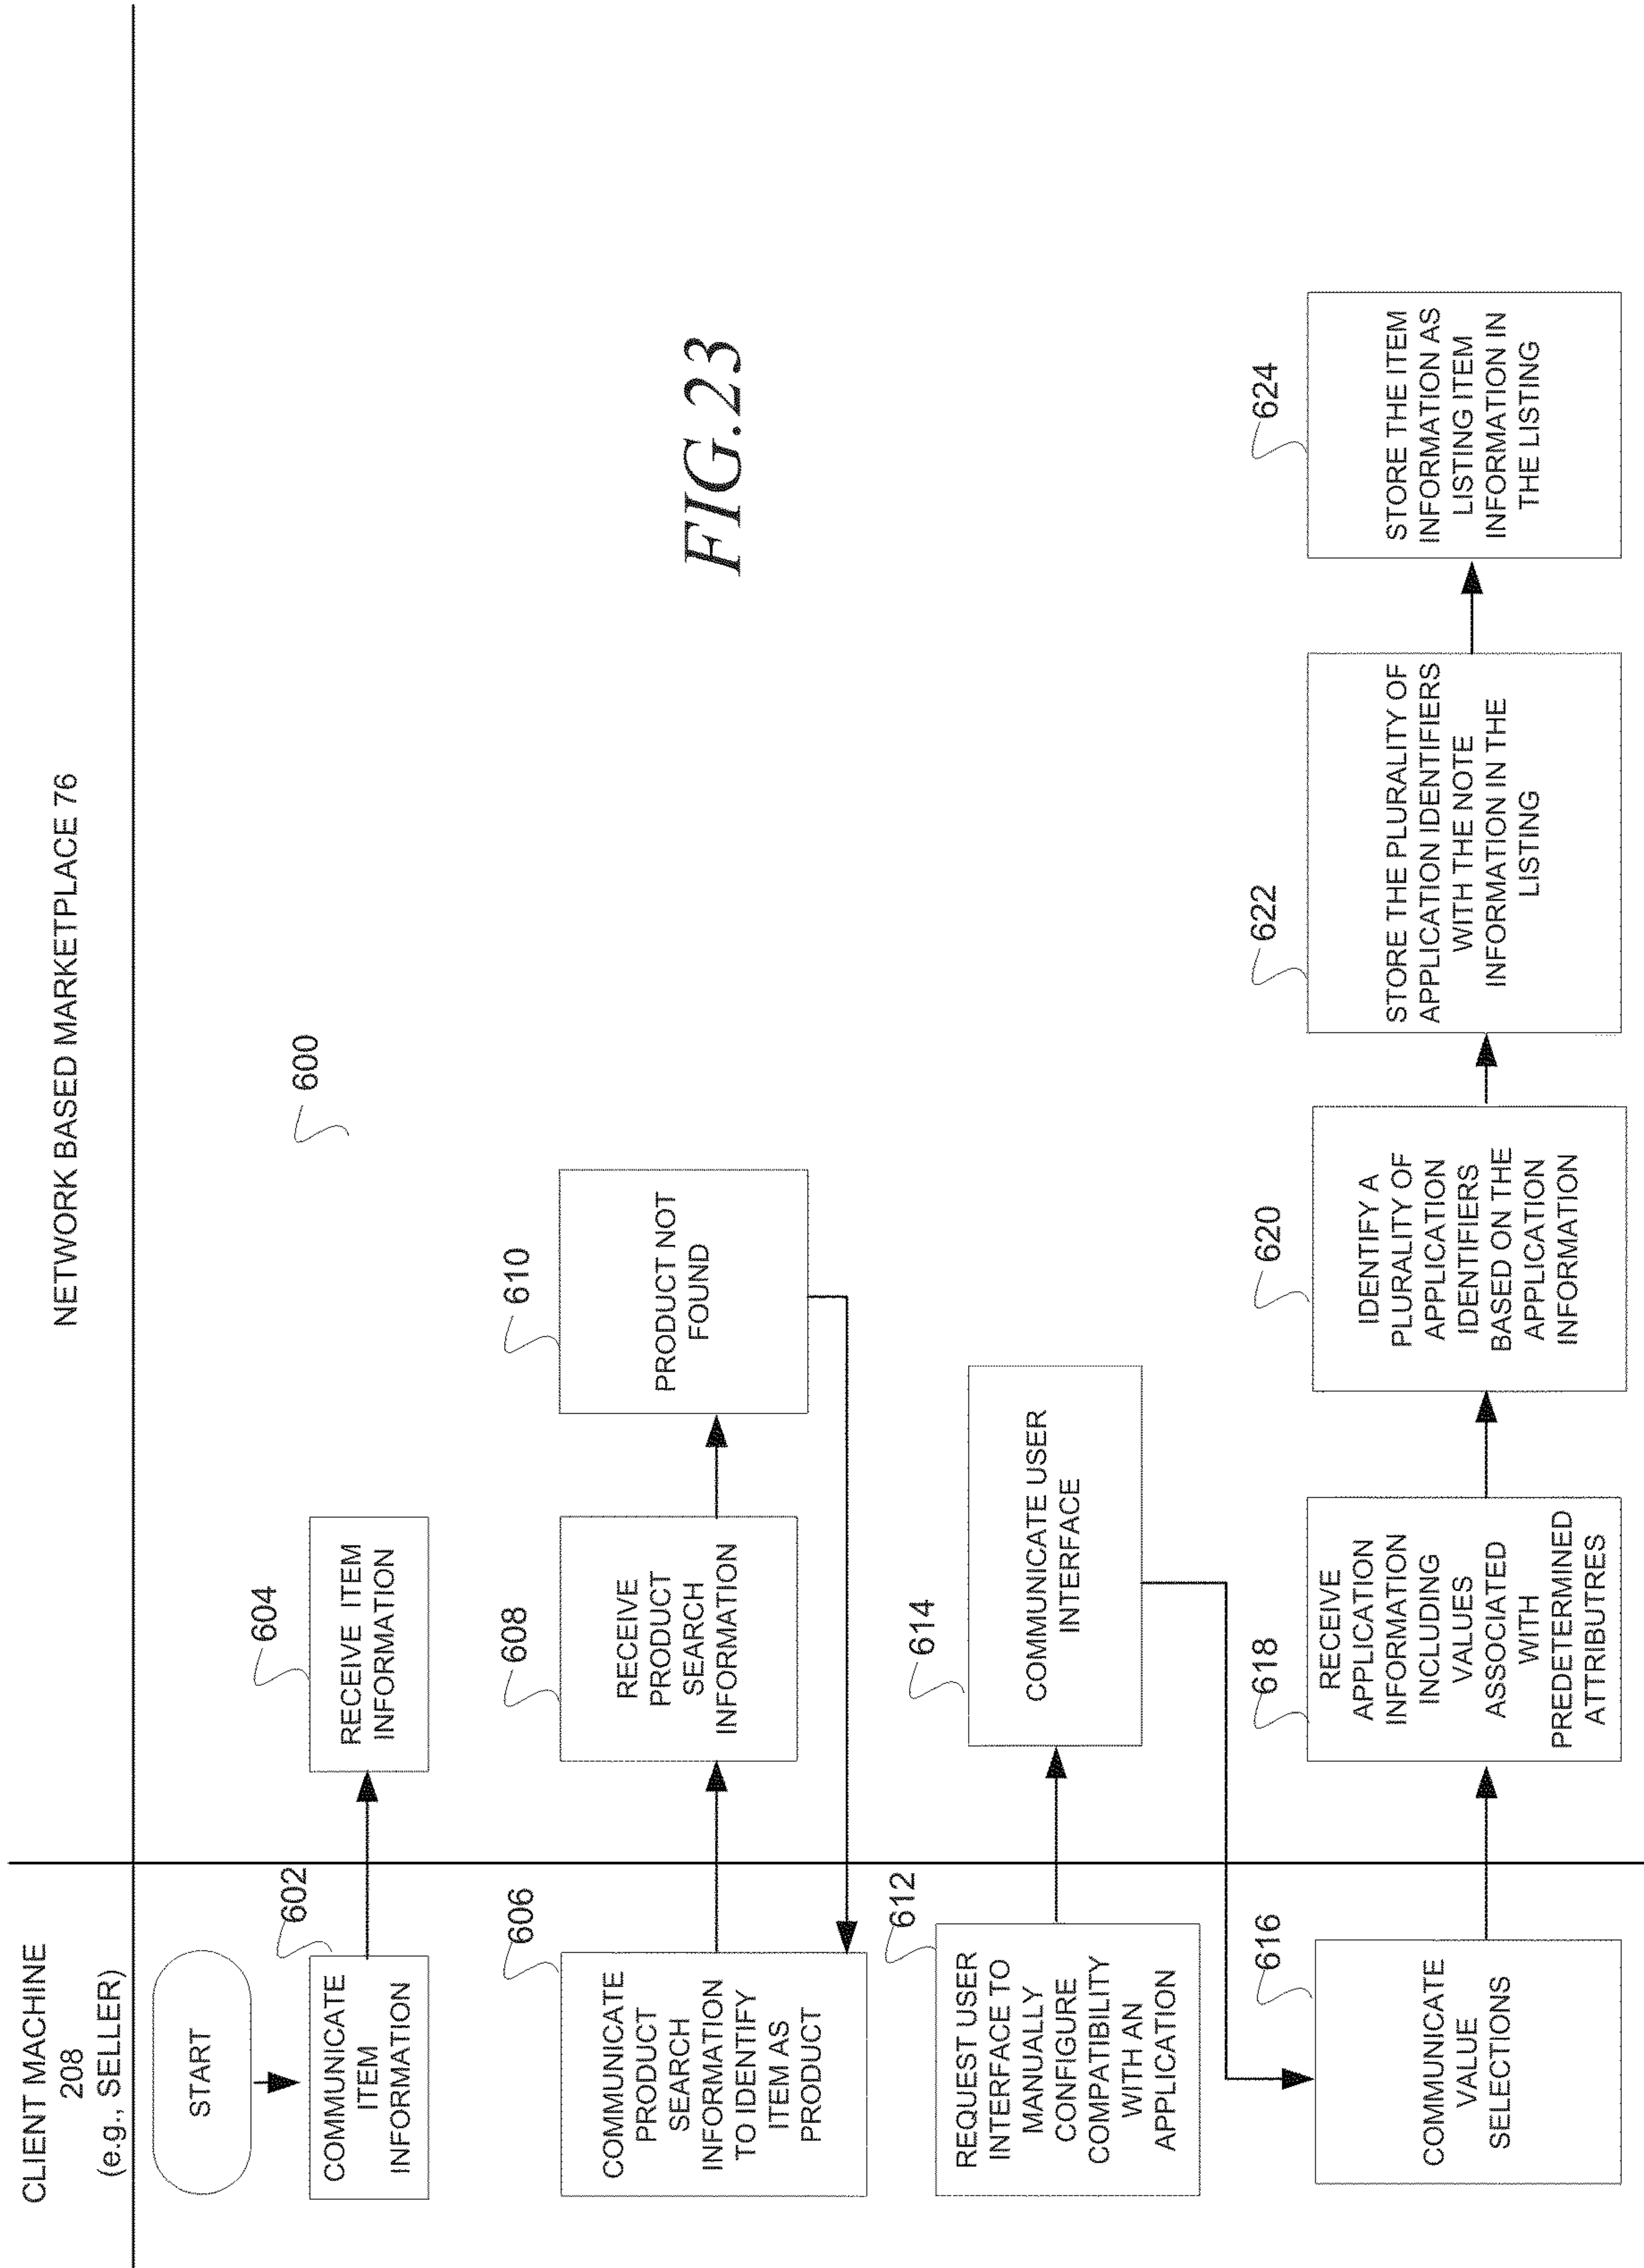 CLIENT MACHINE
208
(e.g., SELLER)
NETWORK BASED MARKETPLACE 76
START
600
602
COMMUNICATE
ITEM
INFORMATION
604
RECEIVE ITEM
INFORMATION
606
COMMUNICATE
PRODUCT
SEARCH
INFORMATION
TO IDENTIFY
ITEM AS
PRODUCT
608
RECEIVE
PRODUCT
SEARCH
INFORMATION
610
PRODUCT NOT
FOUND
FIG.23
612
REQUEST USER
INTERFACE TO
MANUALLY
CONFIGURE
COMPATIBILITY
WITH AN
APPLICATION
614
COMMUNICATE USER
INTERFACE
616
COMMUNICATE
VALUE
SELECTIONS
618
RECEIVE
APPLICATION
INFORMATION
INCLUDING
VALUES
ASSOCIATED
WITH
PREDETERMINED
ATTRIBUTRES
620
IDENTIFY A
PLURALITY OF
APPLICATION
IDENTIFIERS
BASED ON THE
APPLICATION
INFORMATION
622
STORE THE PLURALITY OF
APPLICATION IDENTIFIERS
WITH THE NOTE
INFORMATION IN THE
LISTING
624
STORE THE ITEM
INFORMATION AS
LISTING ITEM
INFORMATION IN
THE LISTING